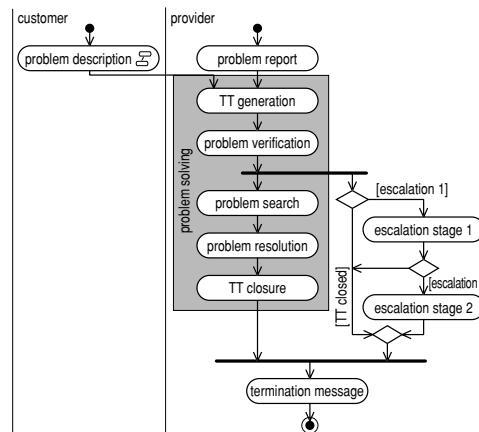 customer
provider
problem description
problem report
TT generation
problem verification
problem solving
[escalation 1]
problem search
escalation stage 1
problem resolution
[TT closed]
[escalation
TT closure
escalation stage 2
termination message